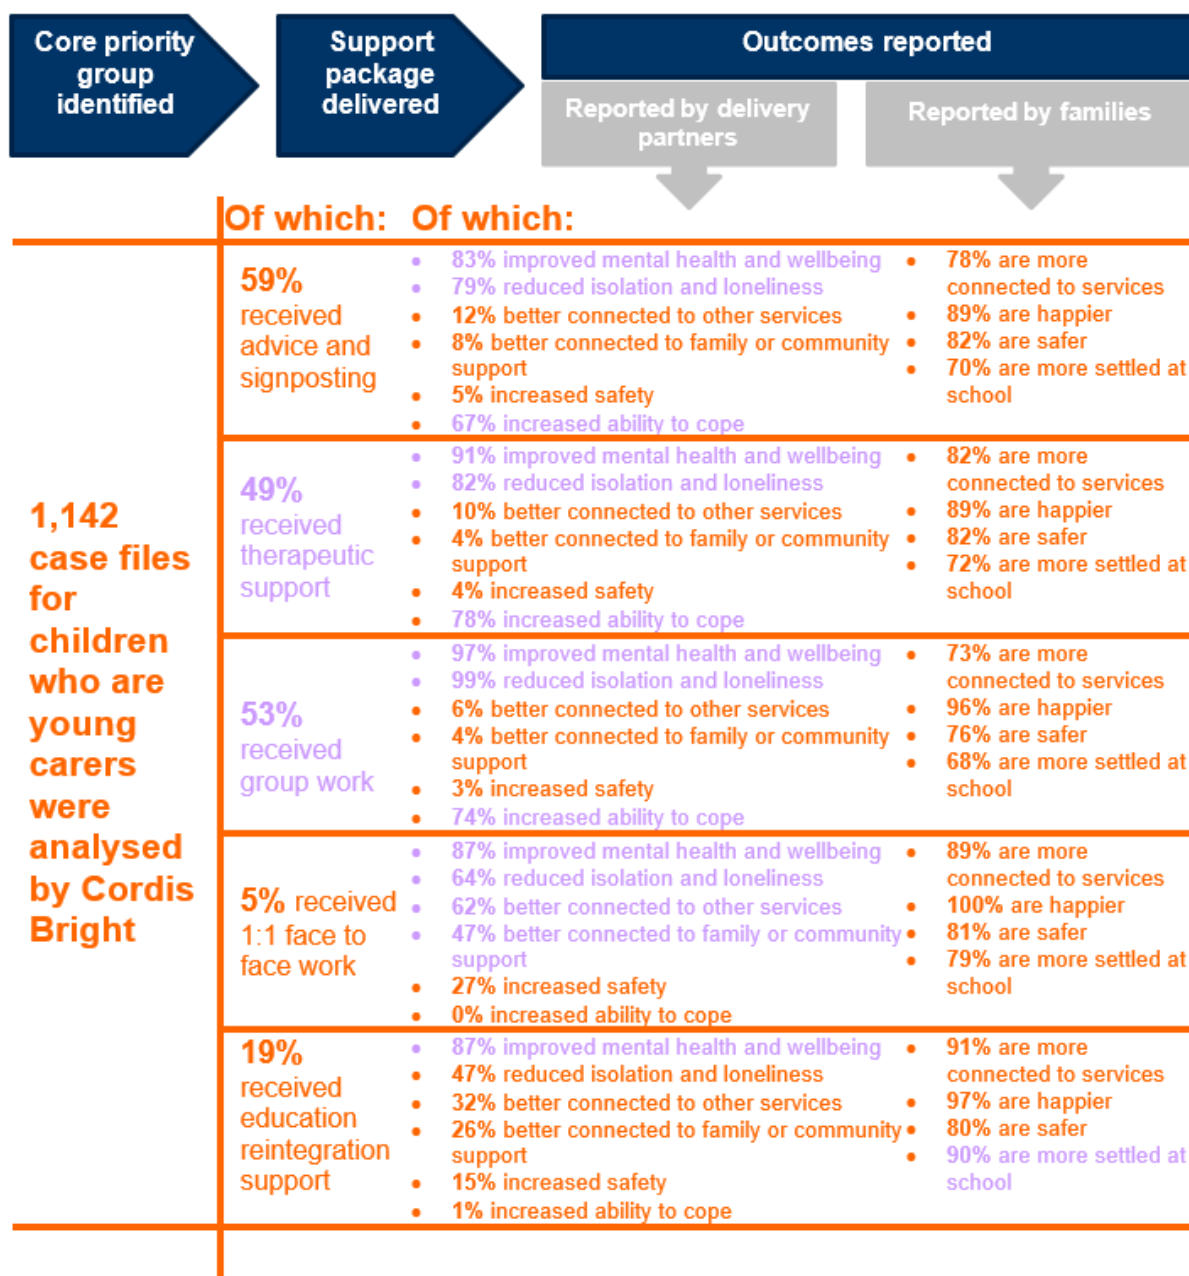 Core priority
group
identified
Support
package
delivered
Outcomes reported
Reported by delivery
partners
Reported by families
Of which:
Of which:
1,142
case files
for
children
who are
young
carers
were
analysed
by Cordis
Bright
59%
received
advice and
signposting
• 83% improved mental health and wellbeing
• 79% reduced isolation and loneliness
• 12% better connected to other services
• 8% better connected to family or community
support
• 5% increased safety
• 67% increased ability to cope
• 78% are more
connected to services
• 89% are happier
• 82% are safer
• 70% are more settled at
school
49%
received
therapeutic
support
• 91% improved mental health and wellbeing
• 82% reduced isolation and loneliness
• 10% better connected to other services
• 4% better connected to family or community
support
• 4% increased safety
• 78% increased ability to cope
• 82% are more
connected to services
• 89% are happier
• 82% are safer
• 72% are more settled at
school
53%
received
group work
• 97% improved mental health and wellbeing
• 99% reduced isolation and loneliness
• 6% better connected to other services
• 4% better connected to family or community
support
• 3% increased safety
• 74% increased ability to cope
• 73% are more
connected to services
• 96% are happier
• 76% are safer
• 68% are more settled at
school
5% received
1:1 face to
face work
• 87% improved mental health and wellbeing
• 64% reduced isolation and loneliness
• 62% better connected to other services
• 47% better connected to family or community
support
• 27% increased safety
• 0% increased ability to cope
• 89% are more
connected to services
• 100% are happier
• 81% are safer
• 79% are more settled at
school
19%
received
education
reintegration
support
• 87% improved mental health and wellbeing
• 47% reduced isolation and loneliness
• 32% better connected to other services
• 26% better connected to family or community
support
• 15% increased safety
• 1% increased ability to cope
• 91% are more
connected to services
• 97% are happier
• 80% are safer
• 90% are more settled at
school